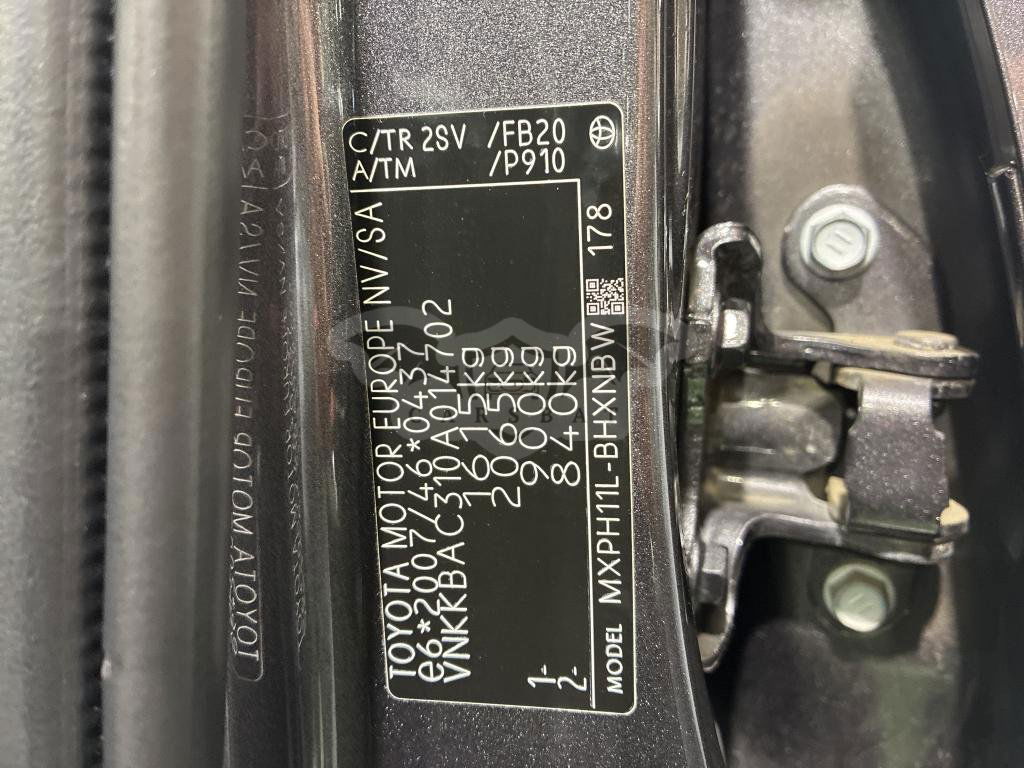 TOYOTA MOTOR EUROPE NV/SA
e6*2007/46*0437
VNKKBAC310A014702
1615kg
2065kg
1- 900kg
2- 840kg
MODEL MXPH11L-BHXNBW 178
C/TR 2SV /FB20
A/TM /P910
CARSBAR